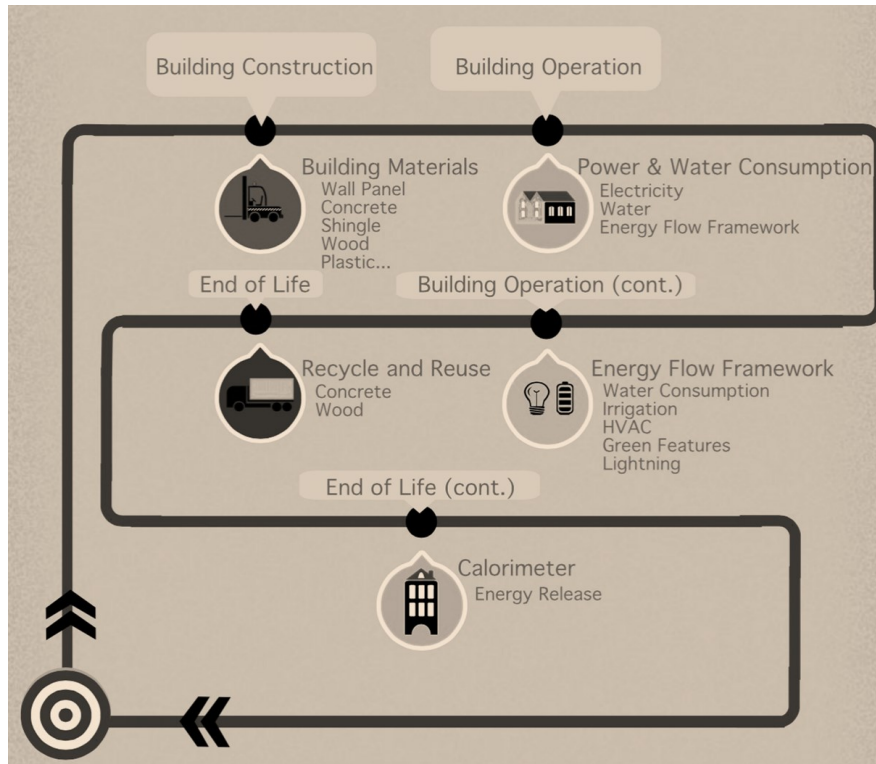 Building Construction
Building Operation
Building Materials
Wall Panel
Concrete
Shingle
Wood
Plastic...
Power & Water Consumption
Electricity
Water
Energy Flow Framework
End of Life
Building Operation (cont.)
Recycle and Reuse
Concrete
Wood
Energy Flow Framework
Water Consumption
Irrigation
HVAC
Green Features
Lightning
End of Life (cont.)
Calorimeter
Energy Release